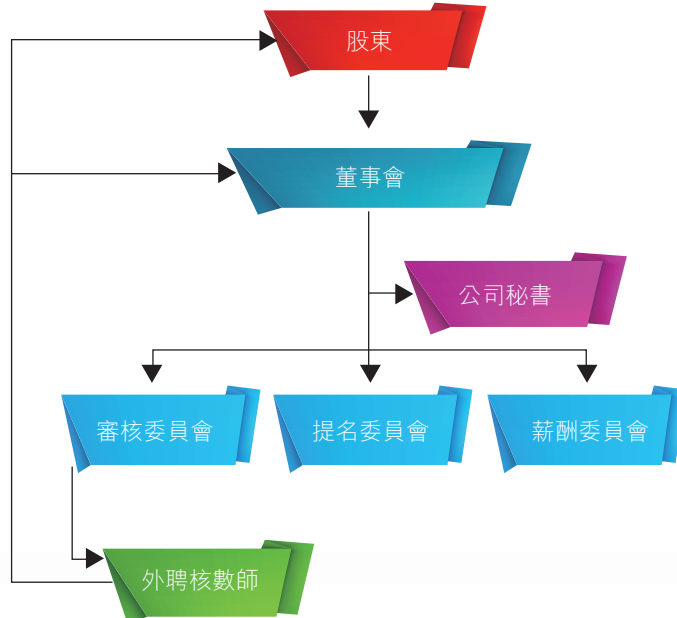 股東
董事會
公司秘書
審核委員會
提名委員會
薪酬委員會
外聘核數師